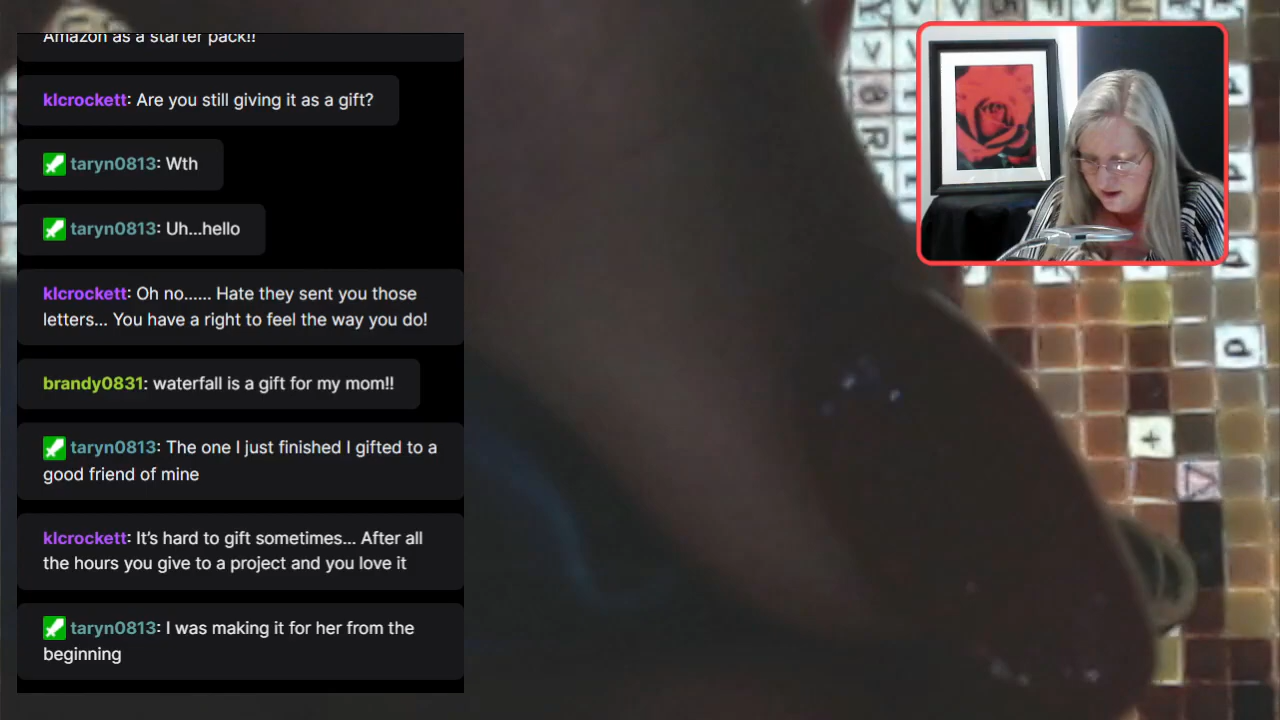 Amazon as a starter pack!!
klcrockett: Are you still giving it as a gift?
taryn0813: Wth
taryn0813: Uh...hello
klcrockett: Oh no...... Hate they sent you those
letters... You have a right to feel the way you do!
brandy0831: waterfall is a gift for my mom!!
taryn0813: The one I just finished I gifted to a
good friend of mine
klcrockett: It's hard to gift sometimes... After all
the hours you give to a project and you love it
taryn0813: I was making it for her from the
beginning